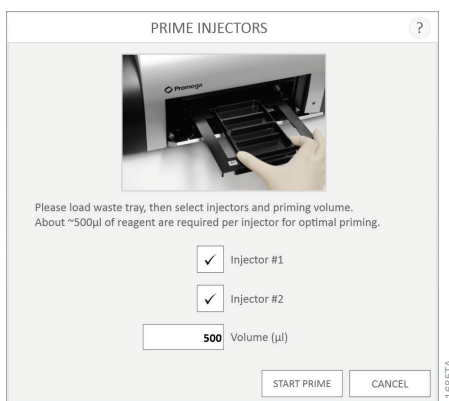 PRIME INJECTORS
?
Promega
Please load waste tray, then select injectors and priming volume.
About ~500µl of reagent are required per injector for optimal priming.
✓ Injector #1
✓ Injector #2
500 Volume (µl)
START PRIME CANCEL